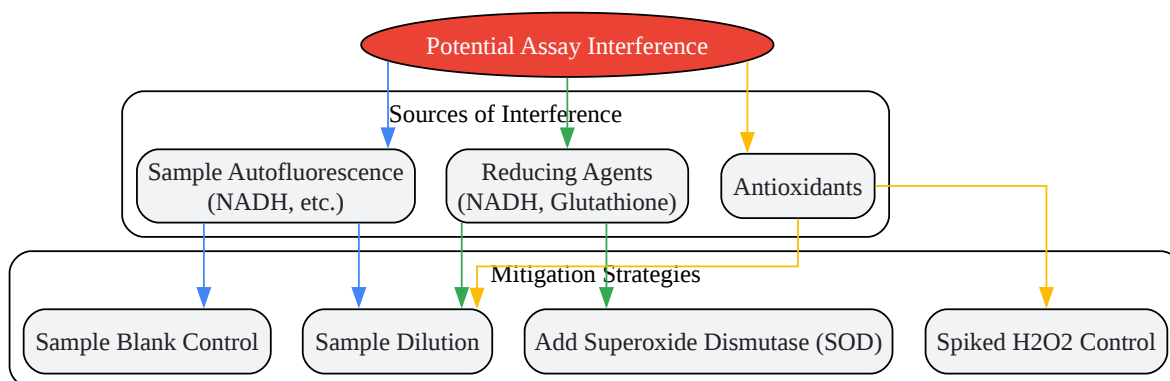 Potential Assay Interference
Sources of Interference
Sample Autofluorescence
(NADH, etc.)
Reducing Agents
(NADH, Glutathione)
Antioxidants
Mitigation Strategies
Sample Blank Control
Sample Dilution
Add Superoxide Dismutase (SOD)
Spiked H2O2 Control